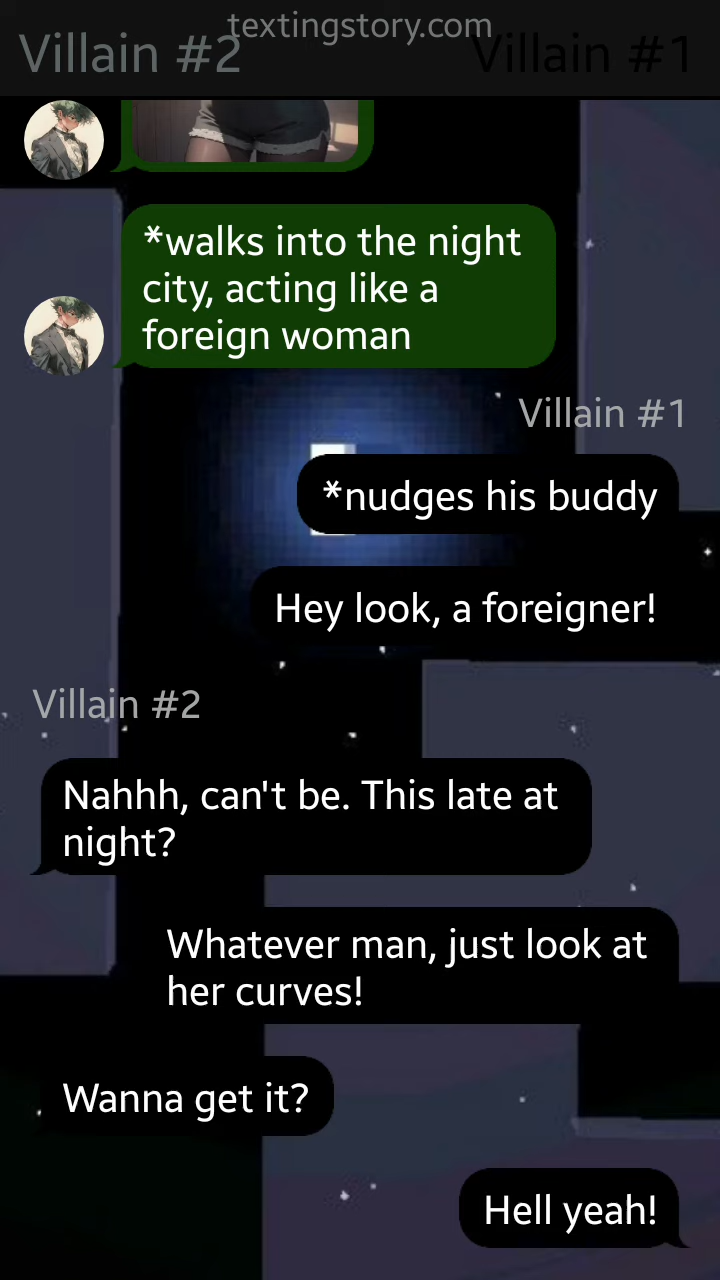 textingstory.com
Villain #2
Villain #1
*walks into the night
city, acting like a
foreign woman
Villain #1
*nudges his buddy
Hey look, a foreigner!
Villain #2
Nahhh, can't be. This late at
night?
Whatever man, just look at
her curves!
Wanna get it?
Hell yeah!